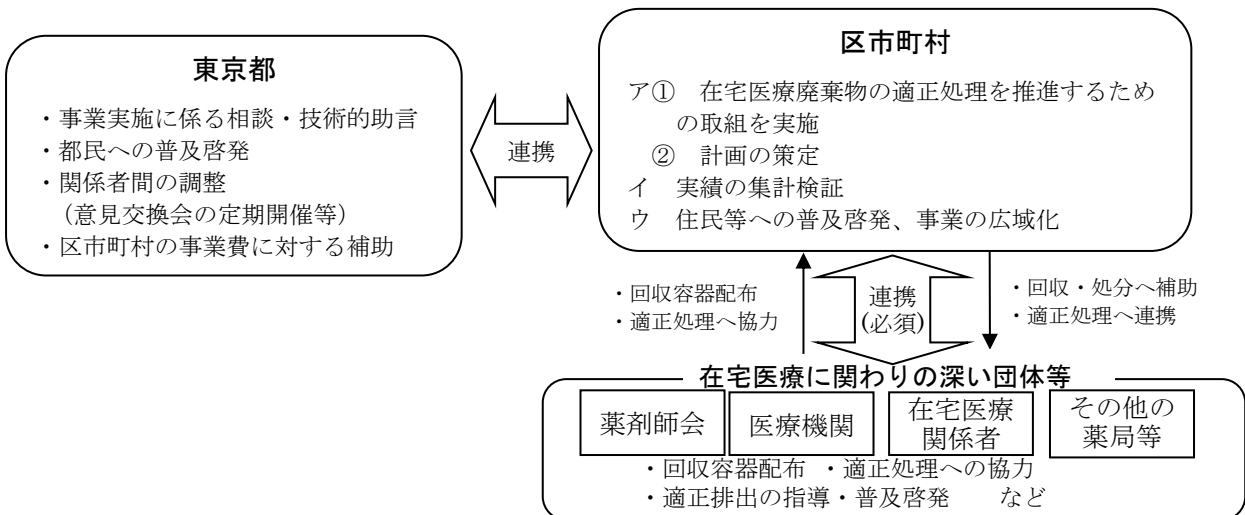 東京都
・事業実施に係る相談・技術的助言
・都民への普及啓発
・関係者間の調整
（意見交換会の定期開催等）
・区市町村の事業費に対する補助
連携
区市町村
ア① 在宅医療廃棄物の適正処理を推進するため
の取組を実施
② 計画の策定
イ 実績の集計検証
ウ 住民等への普及啓発、事業の広域化
・回収容器配布
・適正処理へ協力
連携
(必須)
・回収・処分へ補助
・適正処理へ連携
在宅医療に関わりの深い団体等
薬剤師会
医療機関
在宅医療
関係者
その他の
薬局等
・回収容器配布 ・適正処理への協力
・適正排出の指導・普及啓発 など